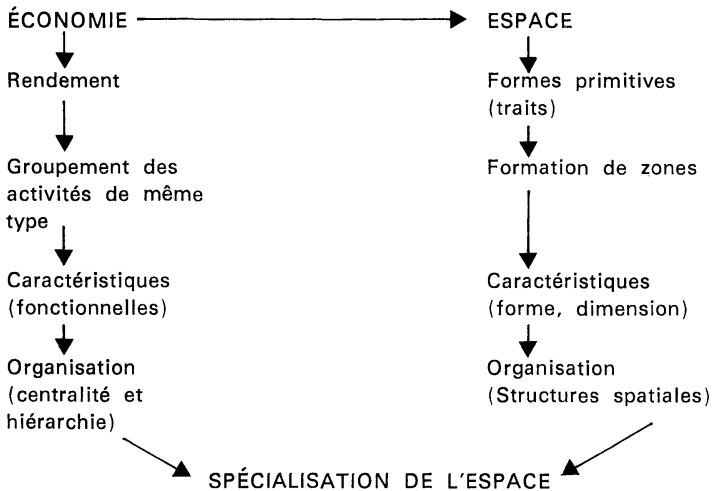 ÉCONOMIE
Rendement
Groupement des
activités de même
type
Caractéristiques
(fonctionnelles)
Organisation
(centralité et
hiérarchie)
ESPACE
Formes primitives
(traits)
Formation de zones
Caractéristiques
(forme, dimension)
Organisation
(Structures spatiales)
SPÉCIALISATION DE L'ESPACE